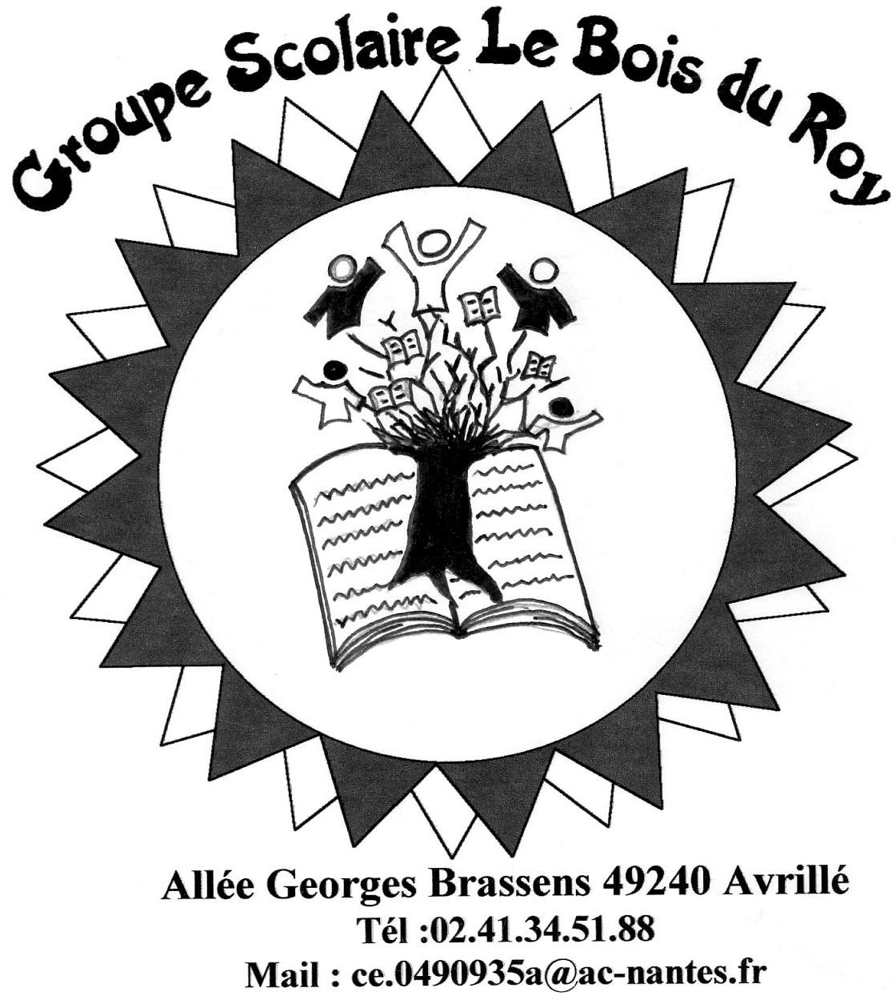 Groupe Scolaire Le Bois du Roy
Allée Georges Brassens 49240 Avrillé
Tél :02.41.34.51.88
Mail : ce.0490935a@ac-nantes.fr